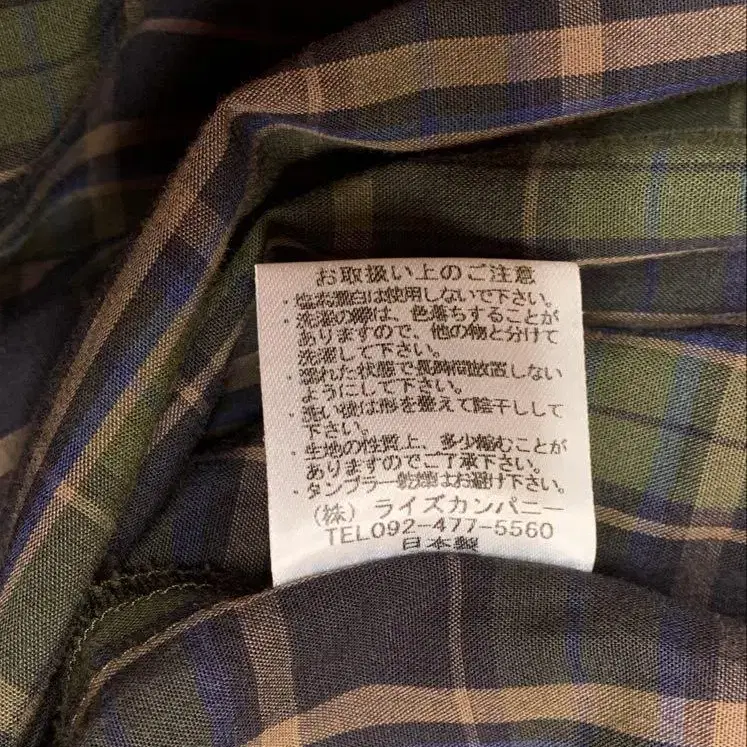 お取扱い上のご注意
・塩素漂白は使用しないで下さい。
・洗濯の際は、色落ちすることが
ありますので、他の物と分けて
洗濯して下さい。
・濡れた状態で長時間放置しない
ようにして下さい。
・洗い後は形を整えて陰干しして
下さい。
・生地の性質上、多少縮むことが
ありますのでご了承下さい。
・タンブラー乾燥はお避け下さい。
(株)ライズカンパニー
TEL092-477-5560
日本製